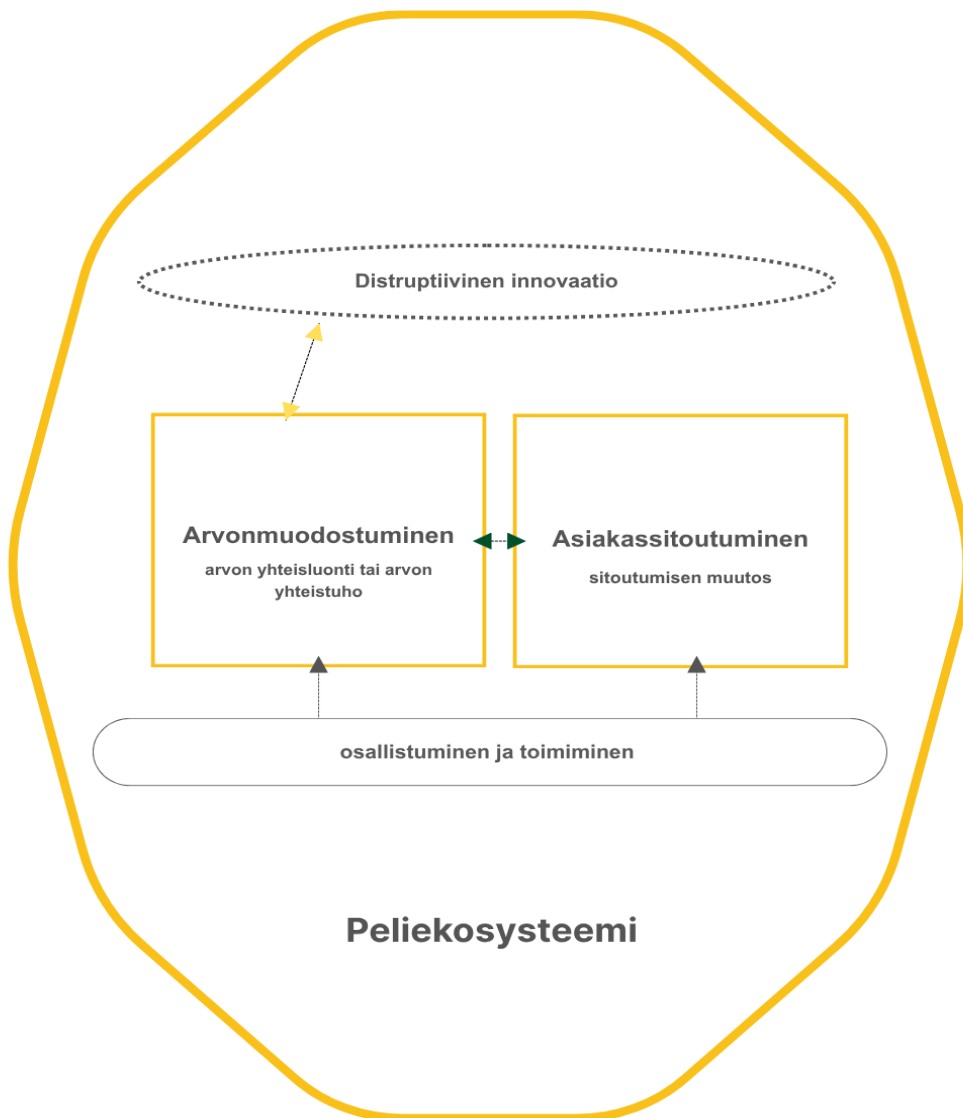 Distruptiivinen innovaatio
Arvonmuodostuminen
arvon yhteisluonti tai arvon
yhteistuho
Asiakassitoutuminen
sitoutumisen muutos
osallistuminen ja toimiminen
Peliekosysteemi